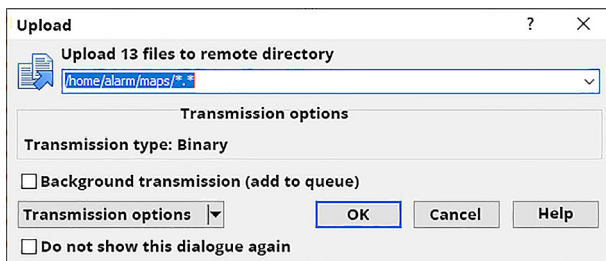 Upload ?
Upload 13 files to remote directory
/home/alarm/maps/*.*
Transmission options
Transmission type: Binary
Background transmission (add to queue)
Transmission options OK Cancel Help
Do not show this dialogue again